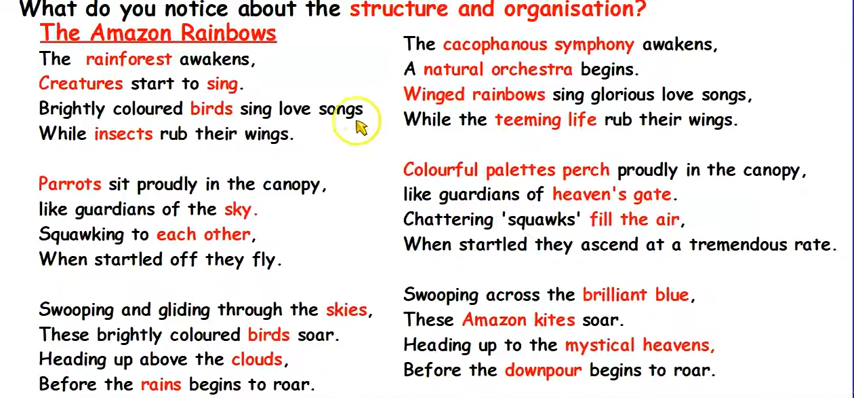 What do you notice about the structure and organisation?
The Amazon Rainbows
The rainforest awakens,
Creatures start to sing.
Brightly coloured birds sing love songs
While insects rub their wings.
Parrots sit proudly in the canopy,
like guardians of the sky.
Squawking to each other,
When startled off they fly.
Swooping and gliding through the skies,
These brightly coloured birds soar.
Heading up above the clouds,
Before the rains begins to roar.
The cacophanous symphony awakens,
A natural orchestra begins.
Winged rainbows sing glorious love songs,
While the teeming life rub their wings.
Colourful palettes perch proudly in the canopy,
like guardians of heaven's gate.
Chattering 'squawks' fill the air,
When startled they ascend at a tremendous rate.
Swooping across the brilliant blue,
These Amazon kites soar.
Heading up to the mystical heavens,
Before the downpour begins to roar.